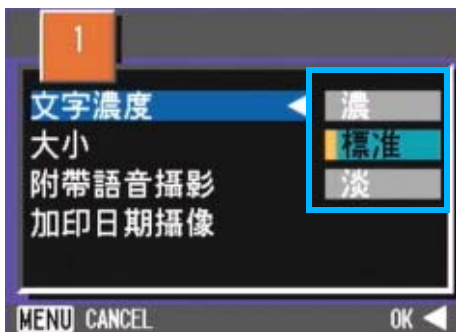 1
文字濃度 ◀ 濃
大小 標准
附帶語音攝影 淡
加印日期攝像
MENU CANCEL OK ◀